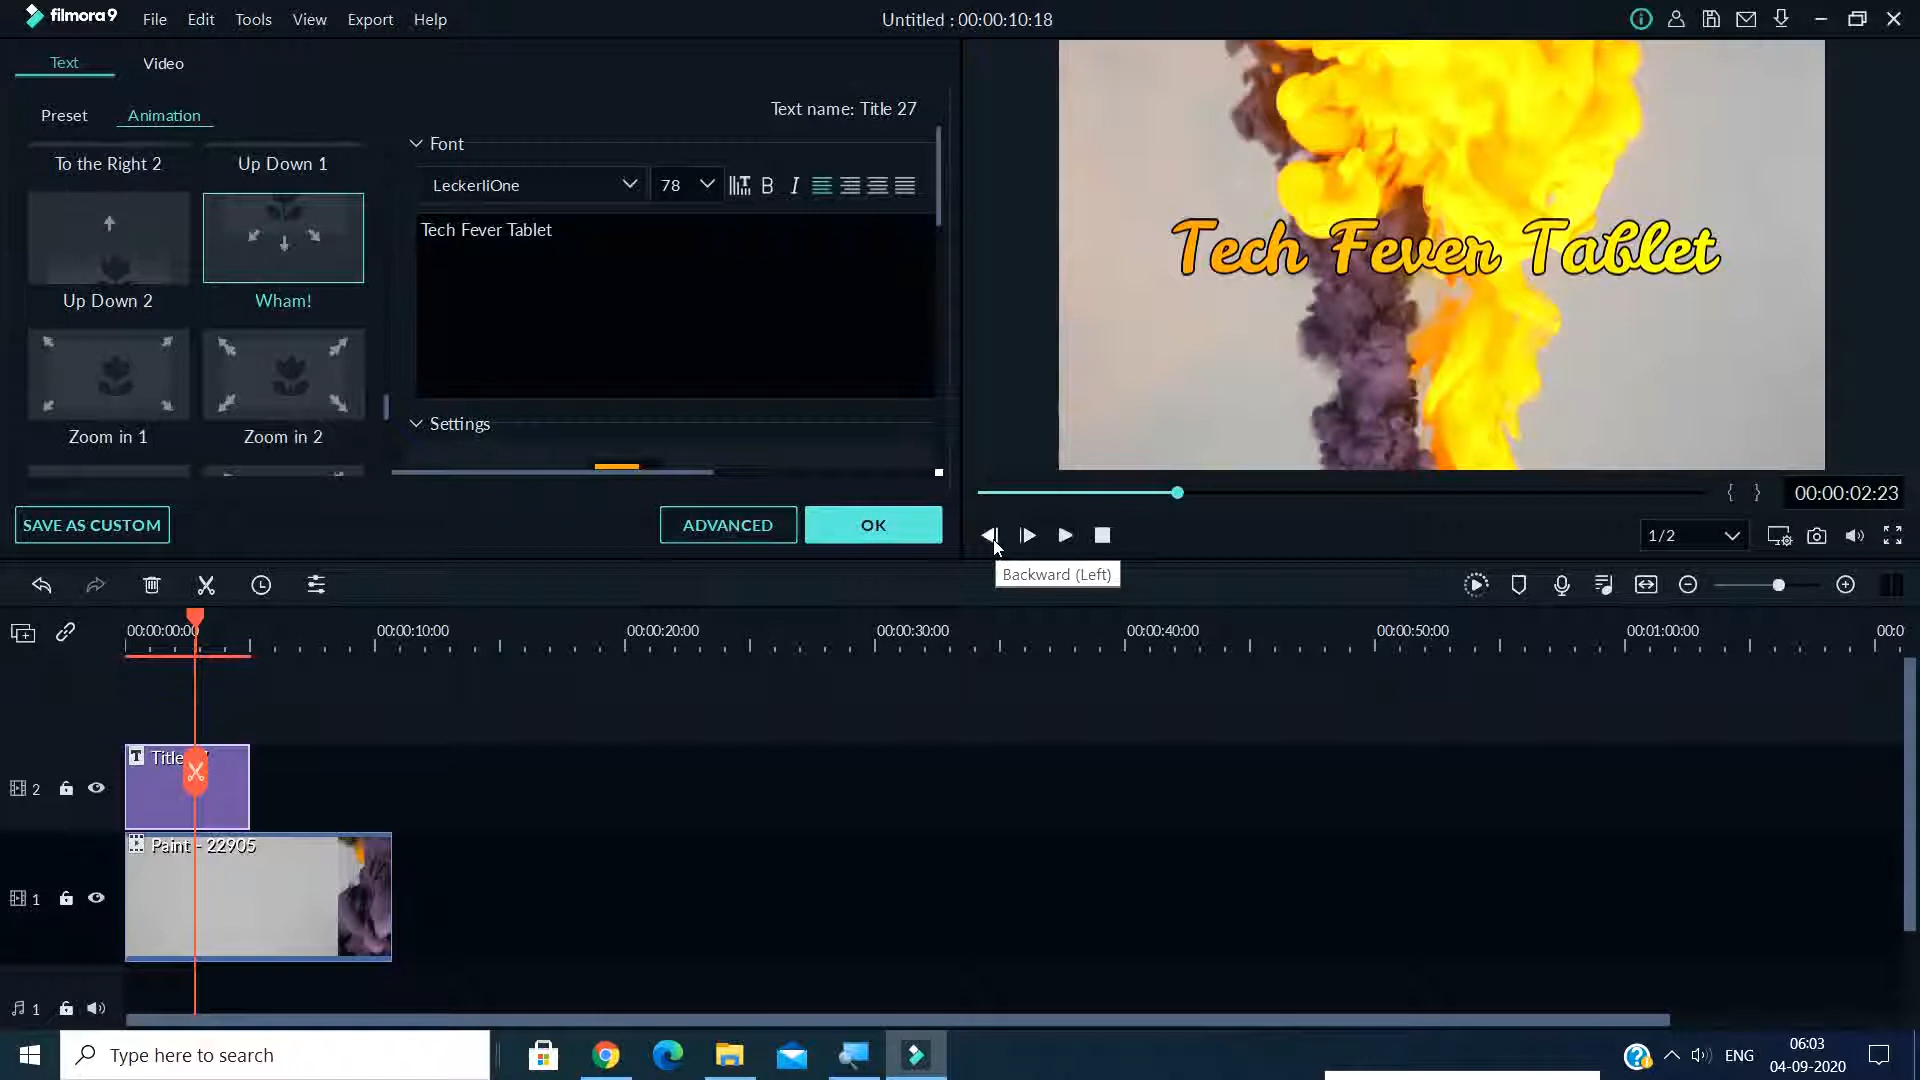 filmora9
File
Edit
Tools
View
Export
Help
Untitled : 00:00:10:18
Text
Video
Preset
Animation
Text name: Title 27
To the Right 2
Up Down 1
Up Down 2
Wham!
Zoom in 1
Zoom in 2
Font
LeckerliOne
78
B
I
Tech Fever Tablet
Settings
SAVE AS CUSTOM
ADVANCED
OK
Tech Fever Tablet
00:00:02:23
1/2
Backward (Left)
00:00:00:00
00:00:10:00
00:00:20:00
00:00:30:00
00:00:40:00
00:00:50:00
00:01:00:00
00:0
T
Title
2
Paint - 22905
1
1
Type here to search
ENG
06:03
04-09-2020